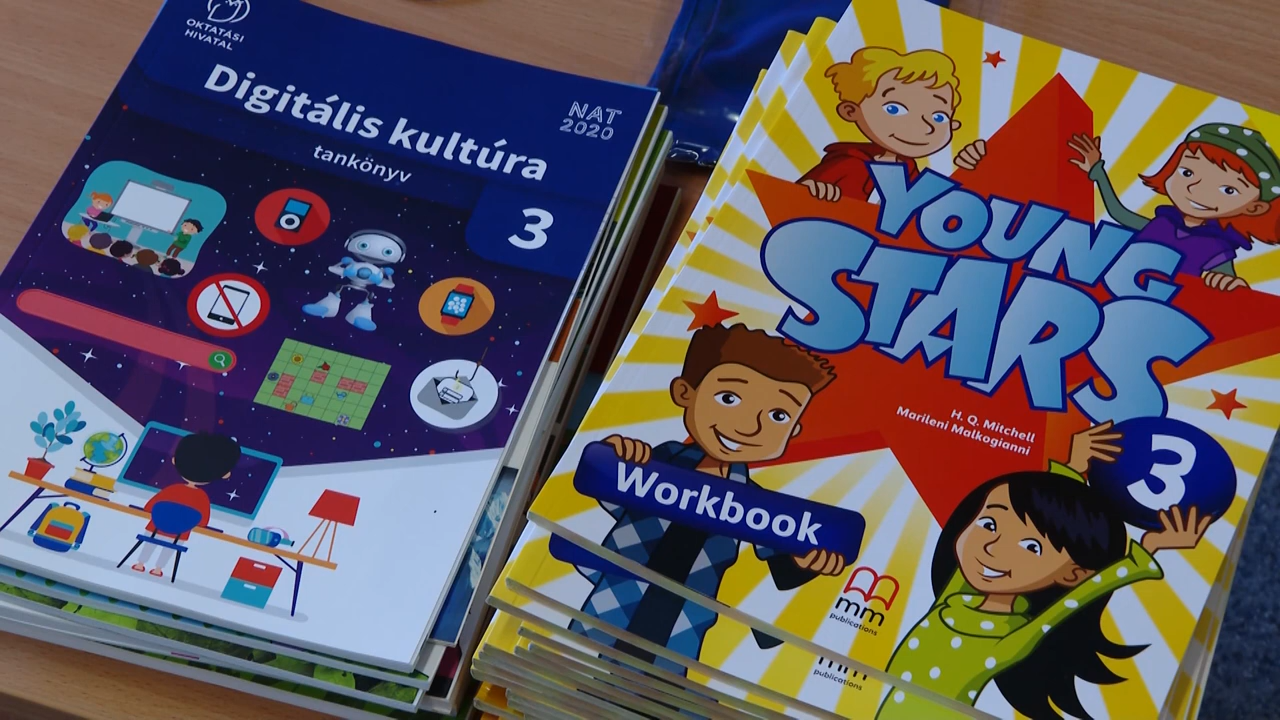 OKTATÁSI
HIVATAL
Digitális kultúra
tankönyv
NAT
2020
3
YOUNG
STARS
H. Q. Mitchell
Marileni Malkogianni
3
Workbook
mm
publications
mm
publications